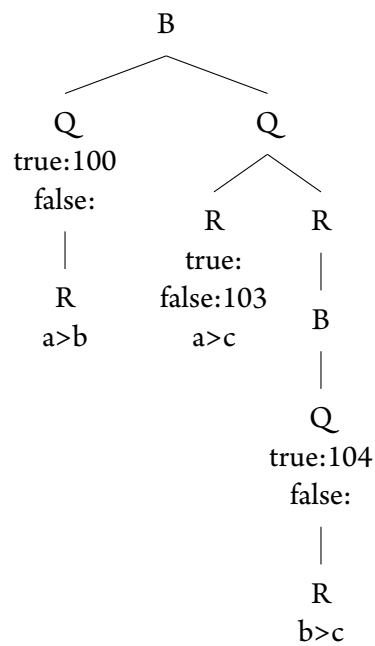 B
Q Q
true:100
false:
R R
true:
R false:103
a>b a>c B
Q
true:104
false:
R
b>c